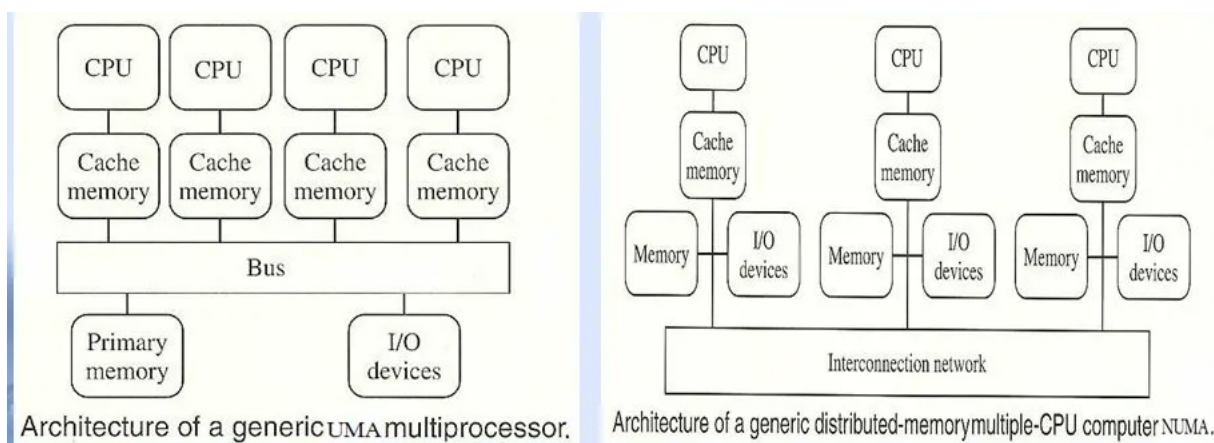 CPU CPU CPU CPU
Cache memory Cache memory Cache memory Cache memory
Bus
Primary memory
I/O devices
Architecture of a generic UMA multiprocessor.
CPU CPU CPU
Cache memory Cache memory Cache memory
Memory I/O devices Memory I/O devices Memory I/O devices
Interconnection network
Architecture of a generic distributed-memory multiple-CPU computer NUMA.